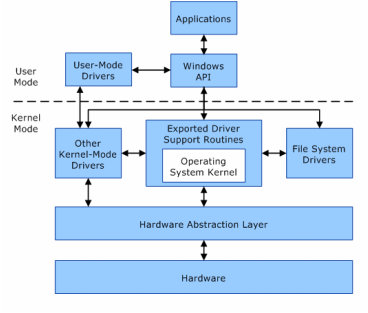 Applications
User-Mode
Drivers
Windows
API
User
Mode
Kernel
Mode
Other
Kernel-Mode
Drivers
Exported Driver
Support Routines
Operating
System Kernel
File System
Drivers
Hardware Abstraction Layer
Hardware